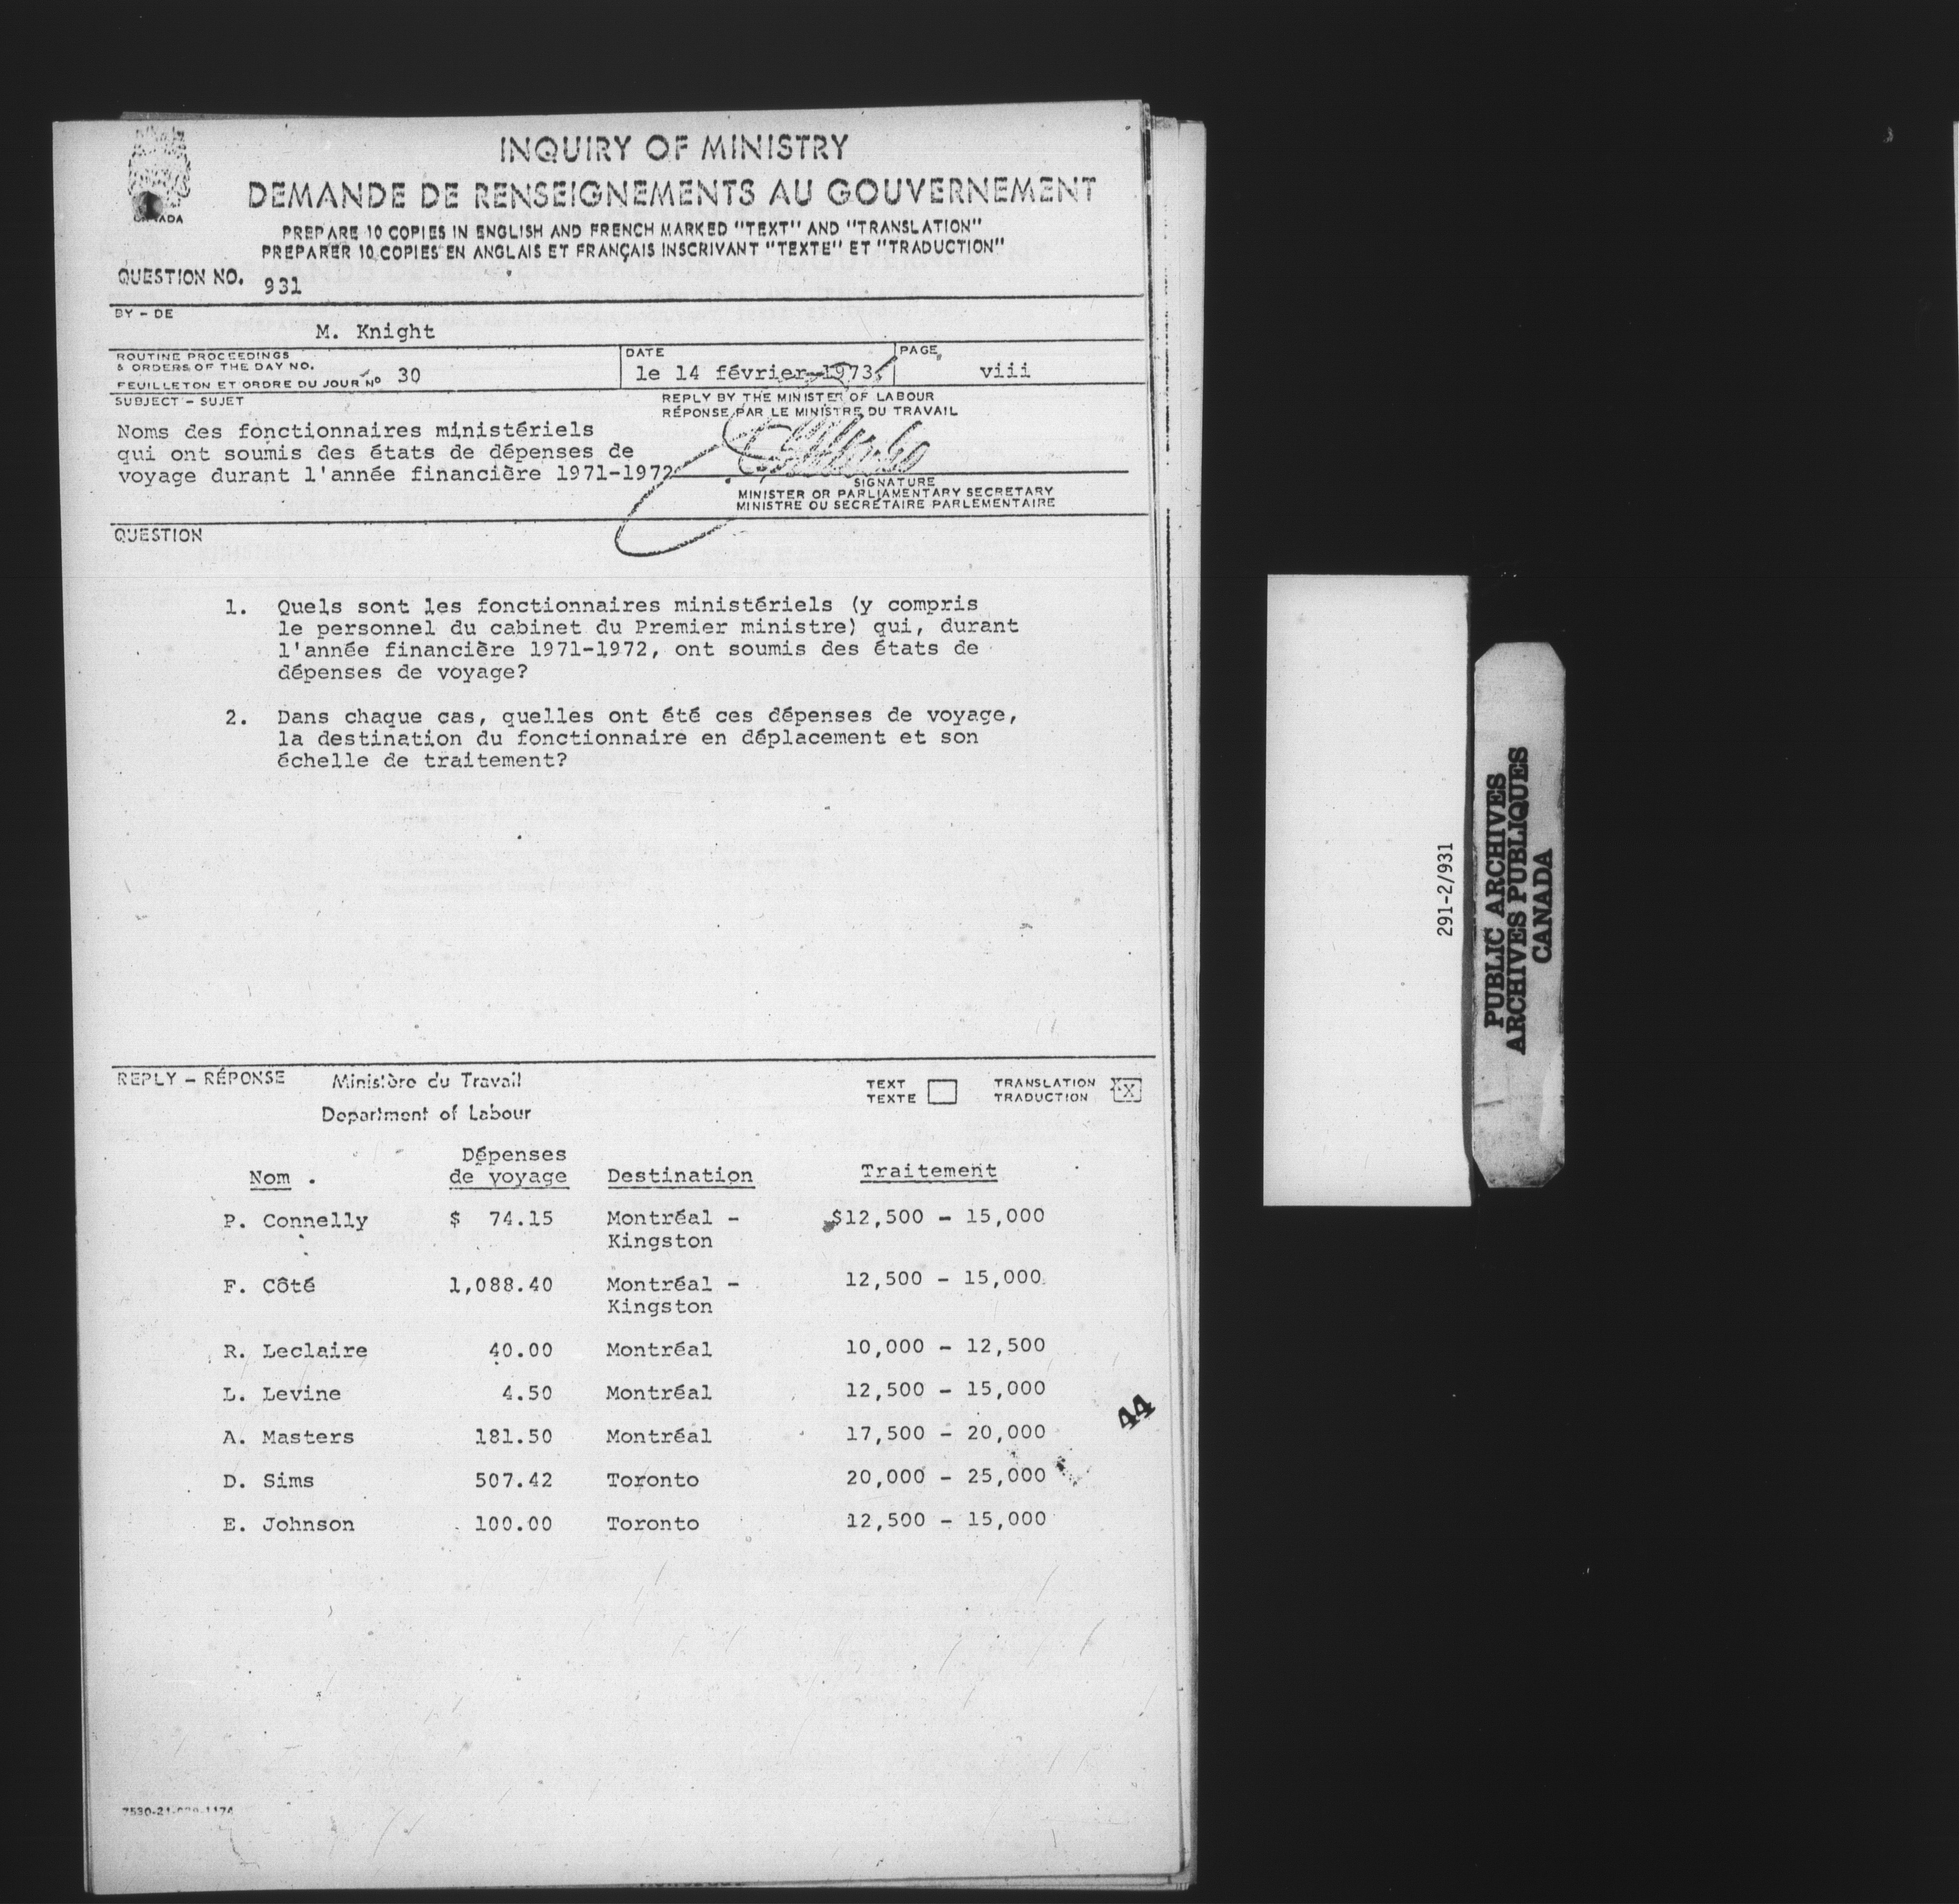 INQUIRY OF MINISTRY
DEMANDE DE RENSEIGNEMENTS AU GOUVERNEMENT
PREPARE 10 COPIES IN ENGLISH AND FRENCH MARKED "TEXT" AND "TRANSLATION"
PREPARER 10 COPIES EN ANGLAIS ET FRANÇAIS INSCRIVANT "TEXTE" ET "TRADUCTION"
CANADA
QUESTION NO. 931
BY - DE
M. Knight
ROUTINE PROCEEDINGS
& ORDERS OF THE DAY NO.
FEUILLETON ET ORDRE DU JOUR Nº 30
DATE
le 14 février 1973
PAGE
viii
SUBJECT - SUJET
Noms des fonctionnaires ministériels
qui ont soumis des états de dépenses de
voyage durant l'année financière 1971-1972
REPLY BY THE MINISTER OF LABOUR
RÉPONSE PAR LE MINISTRE DU TRAVAIL
SIGNATURE
MINISTER OR PARLIAMENTARY SECRETARY
MINISTRE OU SECRÉTAIRE PARLEMENTAIRE
QUESTION
1. Quels sont les fonctionnaires ministériels (y compris
le personnel du cabinet du Premier ministre) qui, durant
l'année financière 1971-1972, ont soumis des états de
dépenses de voyage?
2. Dans chaque cas, quelles ont été ces dépenses de voyage,
la destination du fonctionnaire en déplacement et son
échelle de traitement?
REPLY - RÉPONSE
Ministère du Travail
Department of Labour
TEXT
TEXTE
TRANSLATION
TRADUCTION
X
Nom
Dépenses
de voyage
Destination
Traitement
P. Connelly $ 74.15 Montréal - $12,500 - 15,000
Kingston
F. Côté 1,088.40 Montréal - 12,500 - 15,000
Kingston
R. Leclaire 40.00 Montréal 10,000 - 12,500
L. Levine 4.50 Montréal 12,500 - 15,000
A. Masters 181.50 Montréal 17,500 - 20,000
D. Sims 507.42 Toronto 20,000 - 25,000
E. Johnson 100.00 Toronto 12,500 - 15,000
44
291-2/931
PUBLIC ARCHIVES
ARCHIVES PUBLIQUES
CANADA